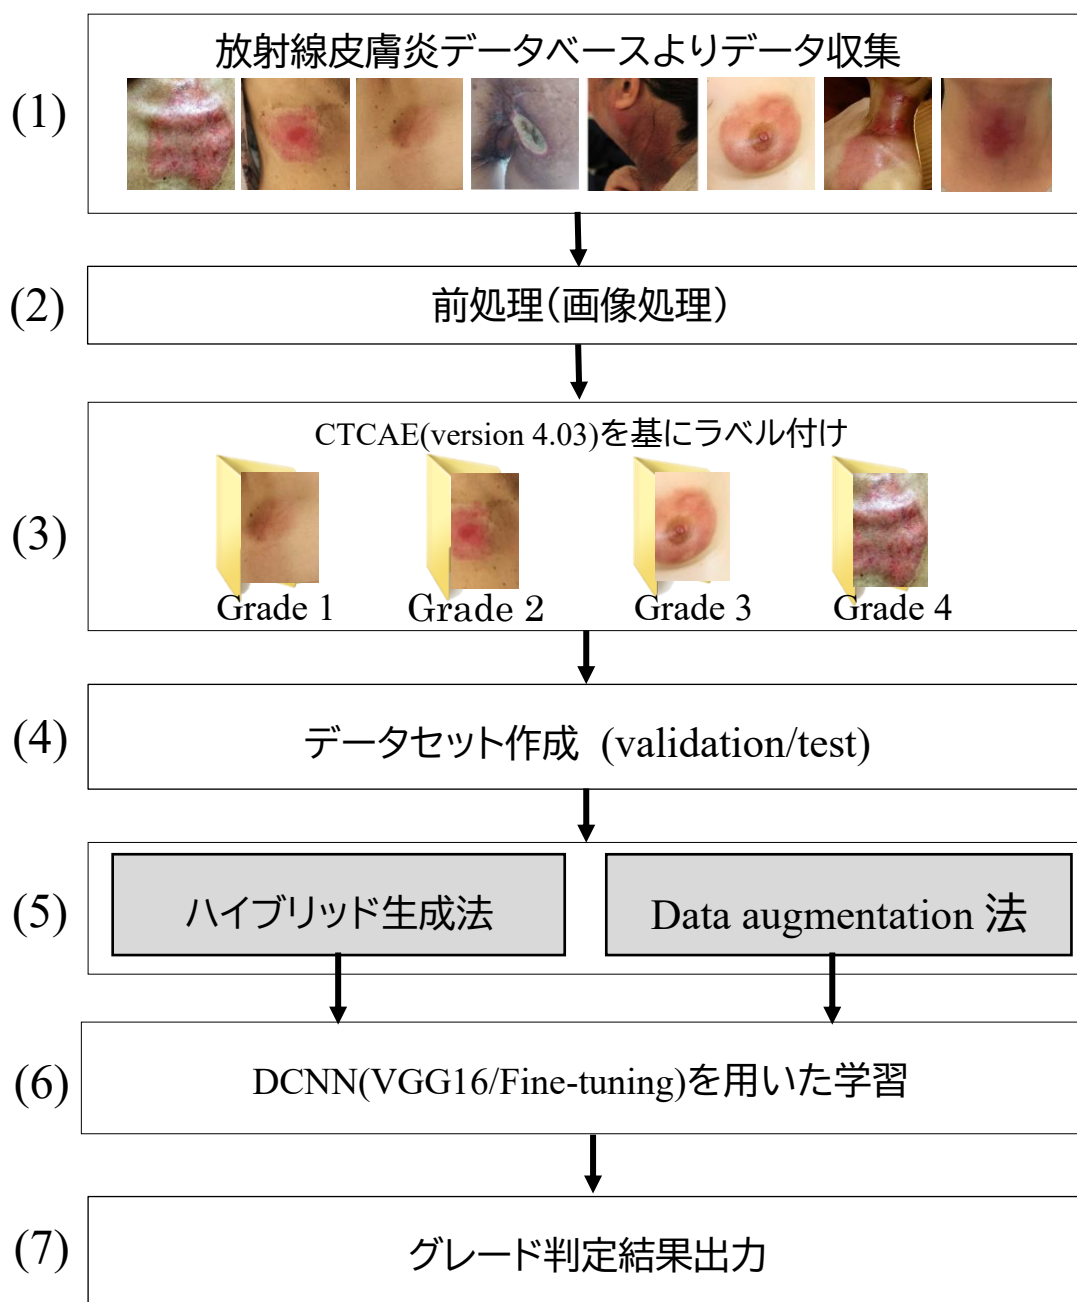 放射線皮膚炎データベースよりデータ収集
(1)
(2)
前処理(画像処理)
CTCAE(version 4.03)を基にラベル付け
(3)
Grade 1
Grade 2
Grade 3
Grade 4
(4)
データセット作成 (validation/test)
(5)
ハイブリッド生成法
Data augmentation 法
(6)
DCNN(VGG16/Fine-tuning)を用いた学習
(7)
グレード判定結果出力